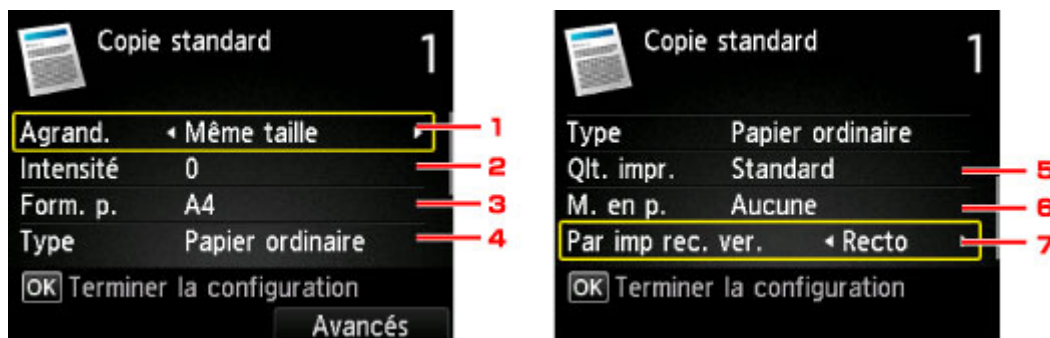 Copie standard 1
Agrand. Même taille 1
Intensité 0 2
Form. p. A4 3
Type Papier ordinaire 4
OK Terminer la configuration
Avancés
Copie standard 1
Type Papier ordinaire
Qlt. impr. Standard 5
M. en p. Aucune 6
Par imp rec. ver. Recto 7
OK Terminer la configuration